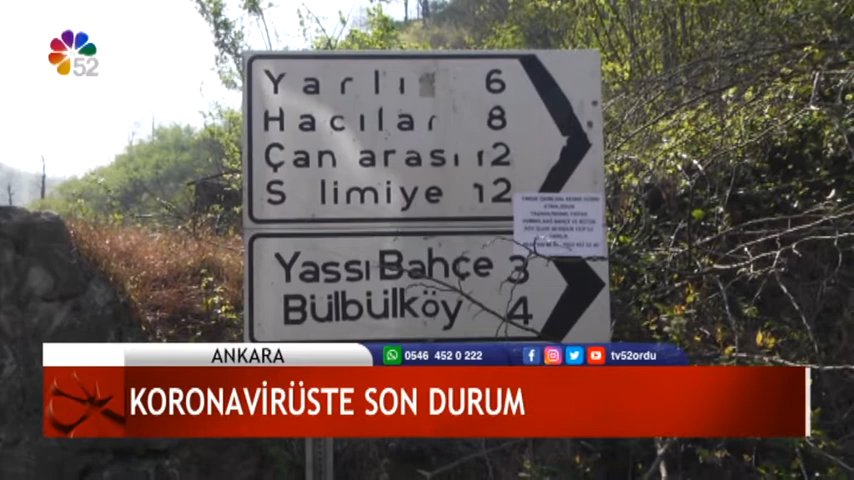 52
Yarlı 6
Hacılar 8
Çan arası 12
S limiye 12
Yassı Bahçe 3
Bülbülköy 4
ANKARA
0546 452 0 222
tv52ordu
KORONAVİRÜSTE SON DURUM